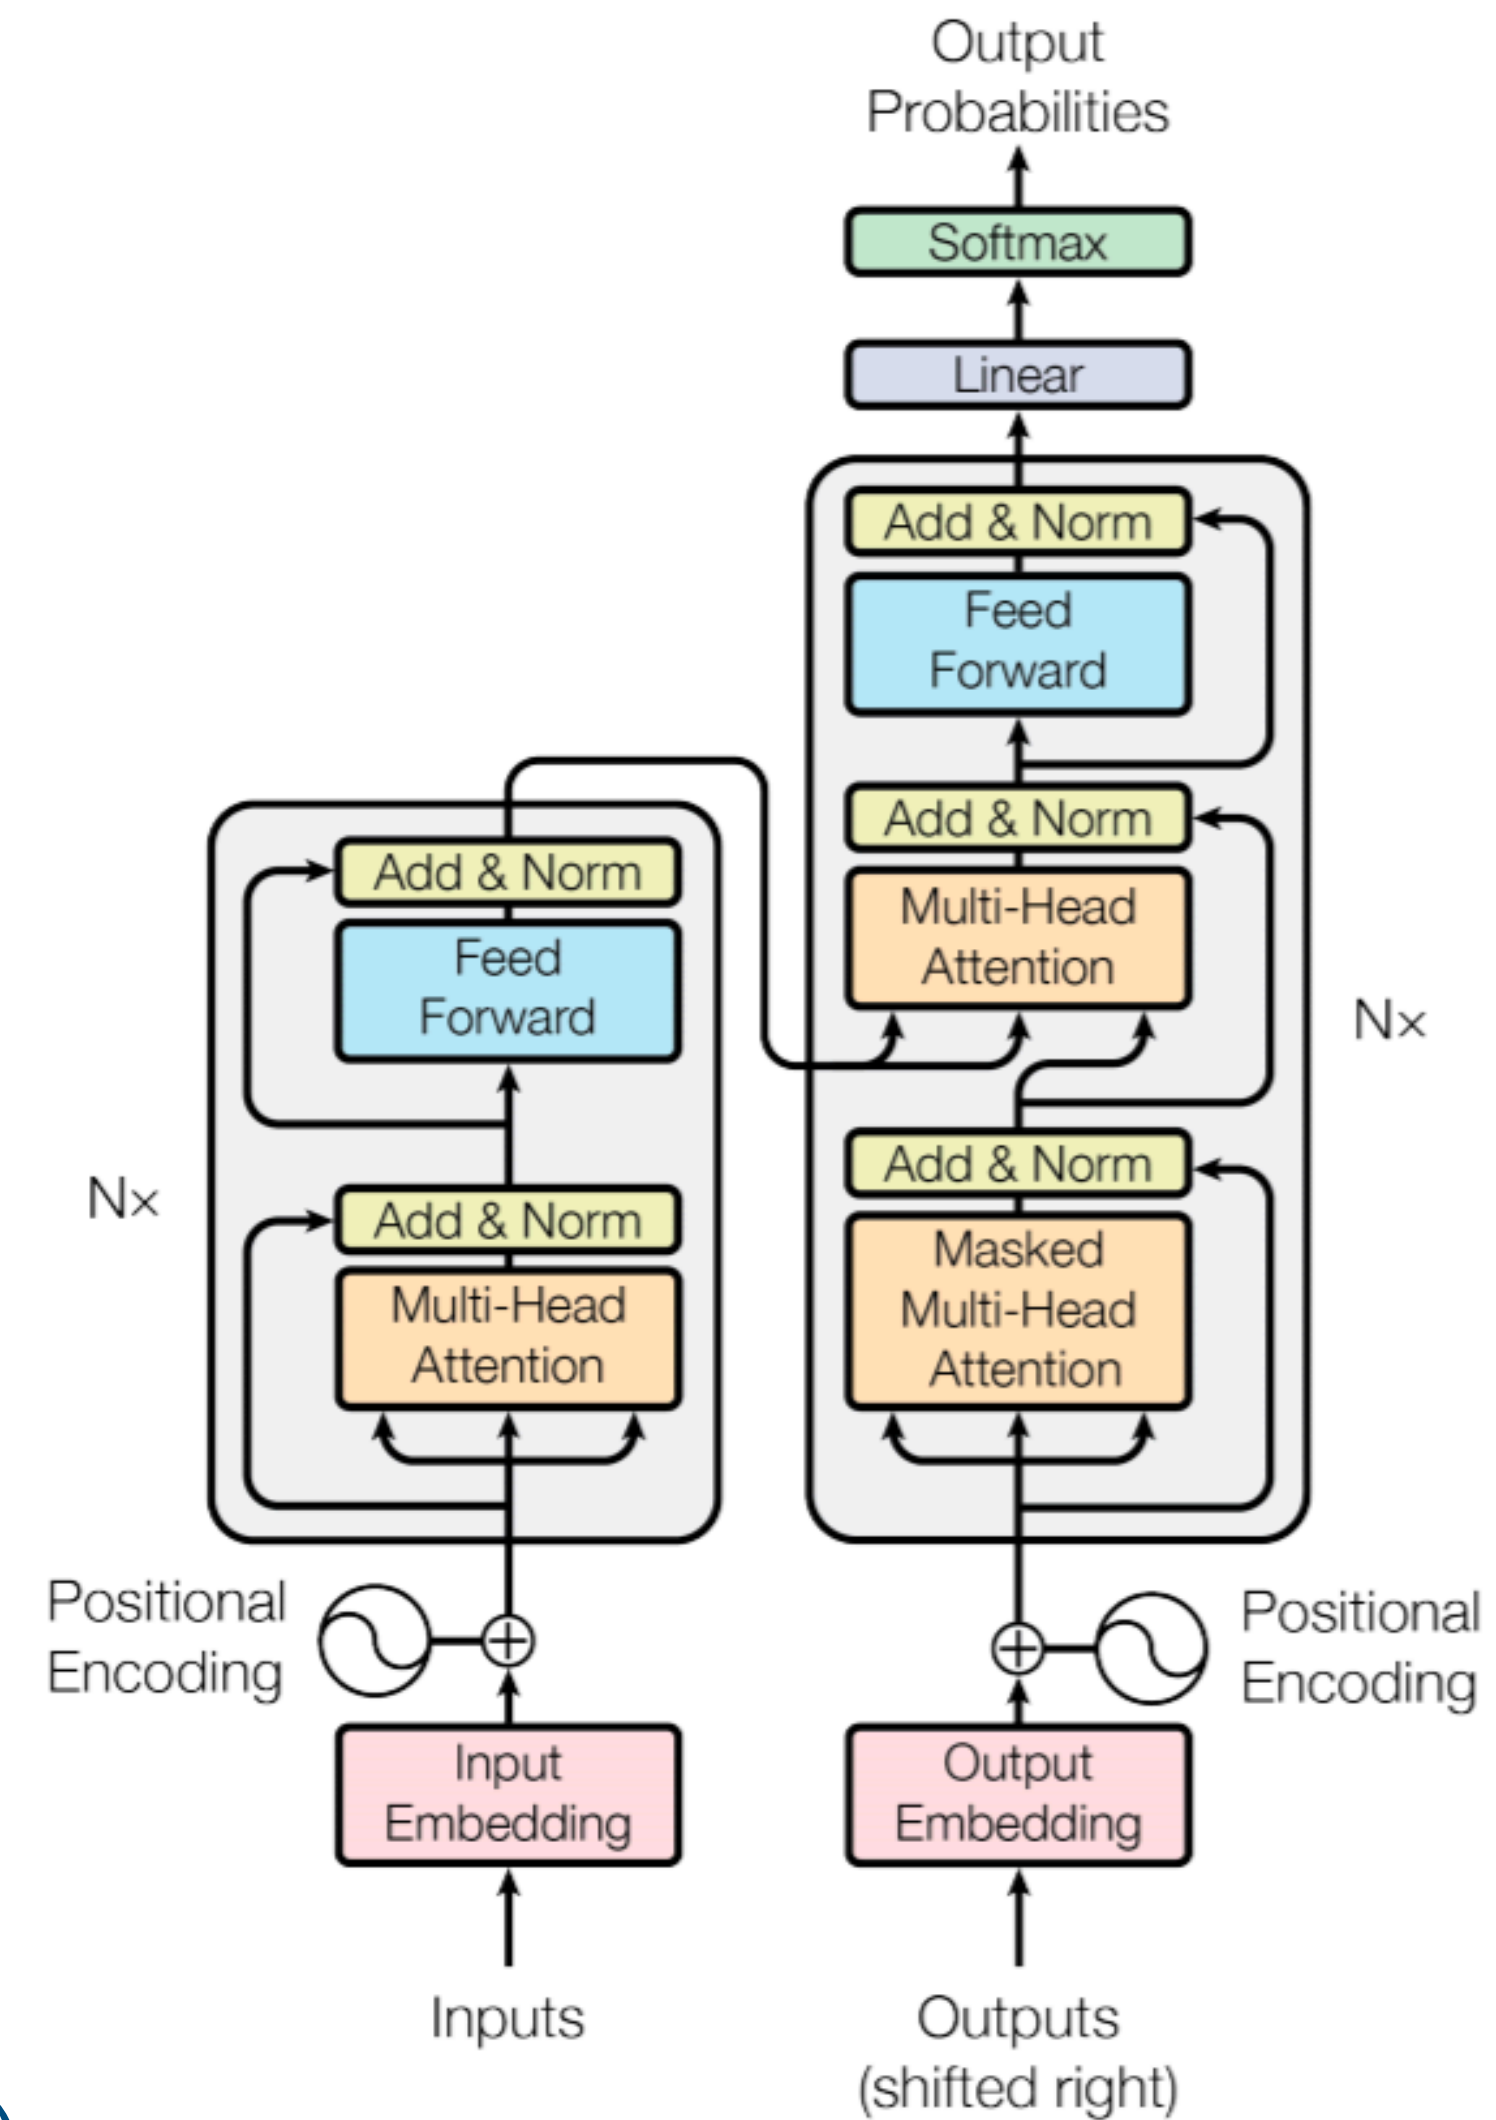 Output
Probabilities
Softmax
Linear
Add & Norm
Feed
Forward
Add & Norm
Multi-Head
Attention
Add & Norm
Masked
Multi-Head
Attention
N×
Add & Norm
Feed
Forward
Add & Norm
Multi-Head
Attention
N×
Positional
Encoding
Positional
Encoding
Input
Embedding
Output
Embedding
Inputs
Outputs
(shifted right)